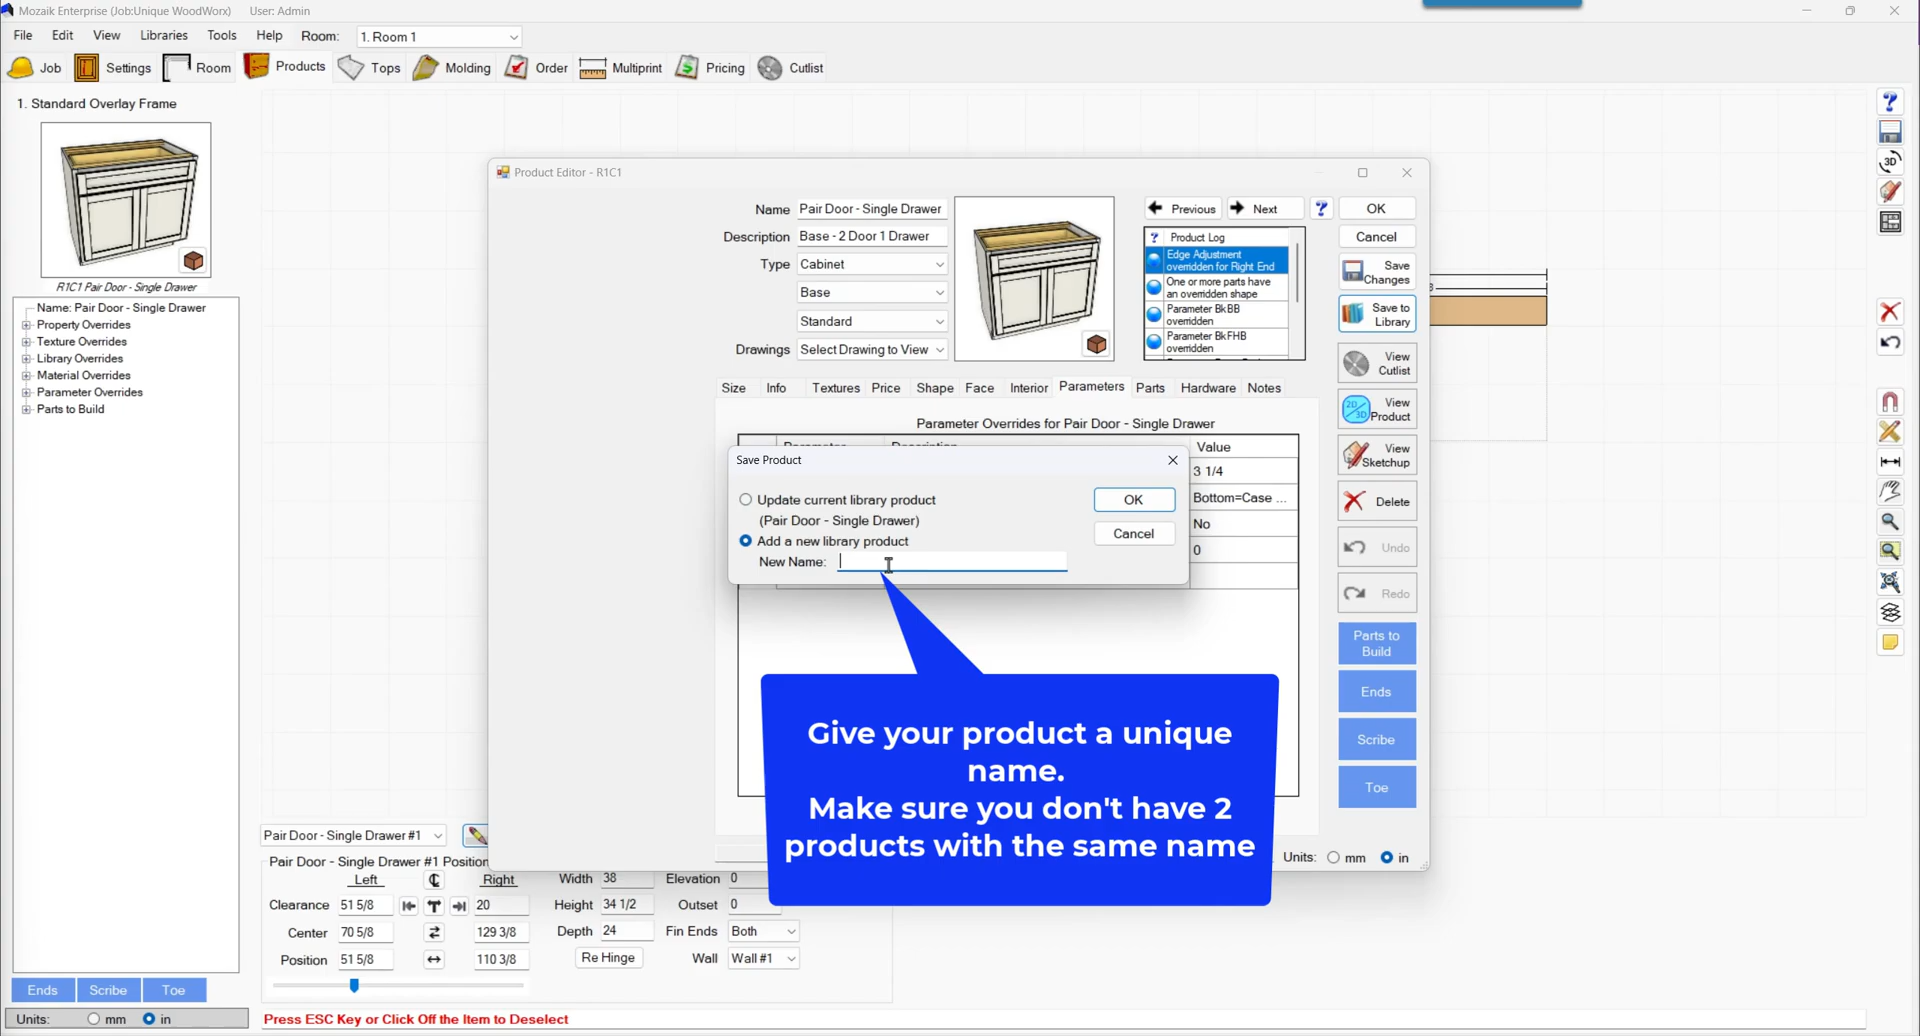 Mozaik Enterprise (Job:Unique WoodWorx) User: Admin
File Edit View Libraries Tools Help Room: 1. Room 1
Job Settings Room Products Tops Molding Order Multiprint Pricing Cutlist
1. Standard Overlay Frame
R1C1 Pair Door - Single Drawer
Name: Pair Door - Single Drawer
Property Overrides
Texture Overrides
Library Overrides
Material Overrides
Parameter Overrides
Parts to Build
Ends Scribe Toe
Units: mm in
Product Editor - R1C1
Name Pair Door - Single Drawer
Description Base - 2 Door 1 Drawer
Type Cabinet
Base
Standard
Drawings Select Drawing to View
Previous Next ? OK
? Product Log
Edge Adjustment
overridden for Right End
One or more parts have
an overridden shape
Parameter BkBB
overridden
Parameter BkFHB
overridden
Cancel
Save
Changes
Save to
Library
View
Cutlist
2D
3D
View
Product
View
Sketchup
Delete
Undo
Redo
Parts to
Build
Ends
Scribe
Toe
Size Info Textures Price Shape Face Interior Parameters Parts Hardware Notes
Parameter Overrides for Pair Door - Single Drawer
Value
3 1/4
Bottom=Case ...
No
0
Save Product
Update current library product
(Pair Door - Single Drawer)
Add a new library product
New Name:
OK
Cancel
Give your product a unique
name.
Make sure you don't have 2
products with the same name
Units: mm in
Pair Door - Single Drawer #1
Pair Door - Single Drawer #1 Position
Left Right Width 38 Elevation 0
Clearance 51 5/8 20 Height 34 1/2 Outset 0
Center 70 5/8 129 3/8 Depth 24 Fin Ends Both
Position 51 5/8 110 3/8 Re Hinge Wall Wall #1
Press ESC Key or Click Off the Item to Deselect
?
3D